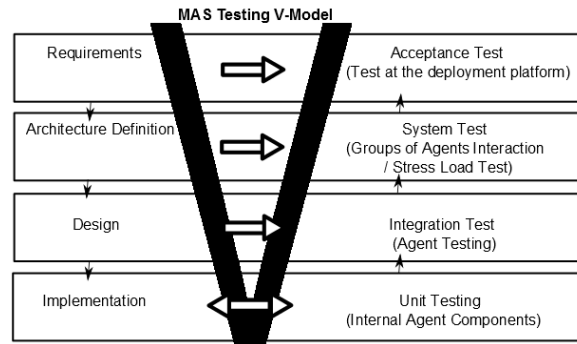 MAS Testing V-Model
Requirements
Acceptance Test
(Test at the deployment platform)
Architecture Definition
System Test
(Groups of Agents Interaction
/ Stress Load Test)
Design
Integration Test
(Agent Testing)
Implementation
Unit Testing
(Internal Agent Components)